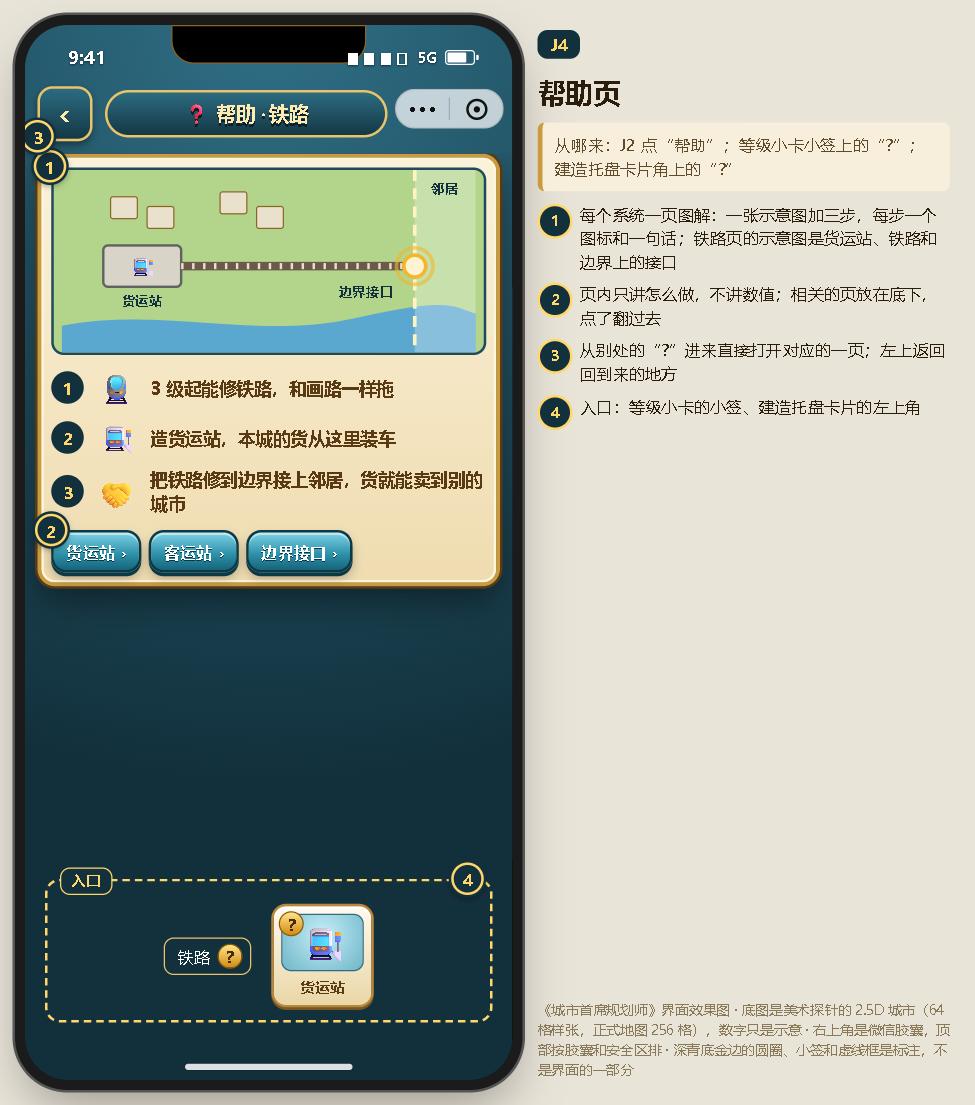 9:41
5G
‹
❓ 帮助 · 铁路
3
1
邻居
货运站
边界接口
1 3 级起能修铁路，和画路一样拖
2 造货运站，本城的货从这里装车
3 把铁路修到边界接上邻居，货就能卖到别的
城市
2
货运站 ›
客运站 ›
边界接口 ›
入口
4
铁路 ?
?
货运站
J4
帮助页
从哪来：J2 点“帮助”；等级小卡小签上的“?”；
建造托盘卡片角上的“?”
1 每个系统一页图解：一张示意图加三步，每步一个
图标和一句话；铁路页的示意图是货运站、铁路和
边界上的接口
2 页内只讲怎么做，不讲数值；相关的页放在底下，
点了翻过去
3 从别处的“?”进来直接打开对应的一页；左上返回
回到来的地方
4 入口：等级小卡的小签、建造托盘卡片的左上角
《城市首席规划师》界面效果图 · 底图是美术探针的 2.5D 城市（64
格样张，正式地图 256 格），数字只是示意 · 右上角是微信胶囊，顶
部按胶囊和安全区排 · 深青底金边的圆圈、小签和虚线框是标注，不
是界面的一部分